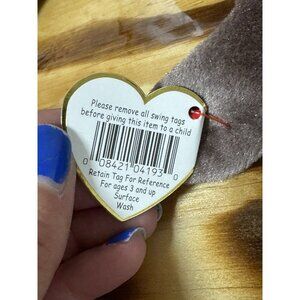 Please remove all swing tags
before giving this item to a child
0 08421 04193 0
Retain Tag For Reference
For ages 3 and up
Surface
Wash